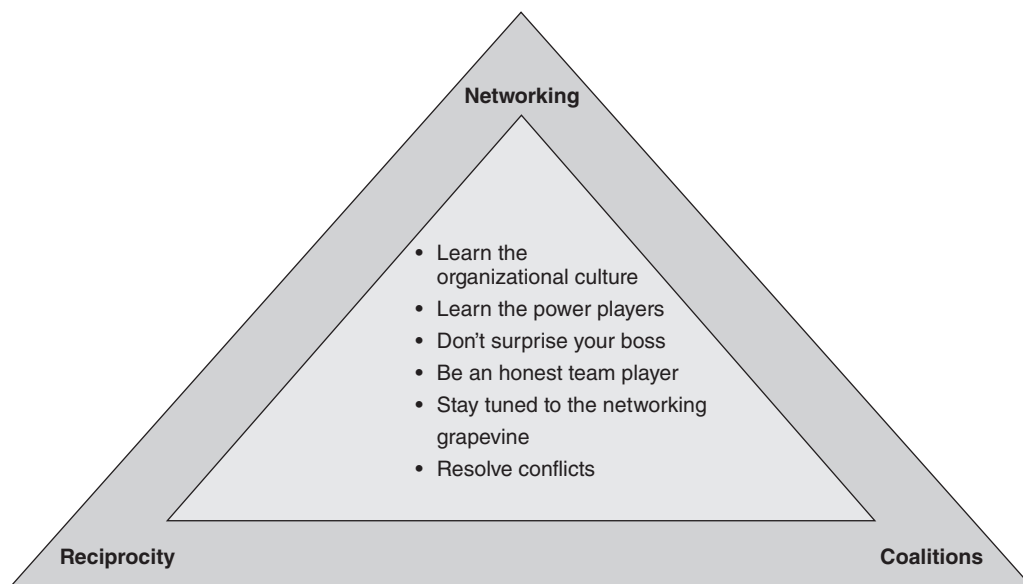 Networking
• Learn the
organizational culture
• Learn the power players
• Don't surprise your boss
• Be an honest team player
• Stay tuned to the networking
grapevine
• Resolve conflicts
Reciprocity
Coalitions